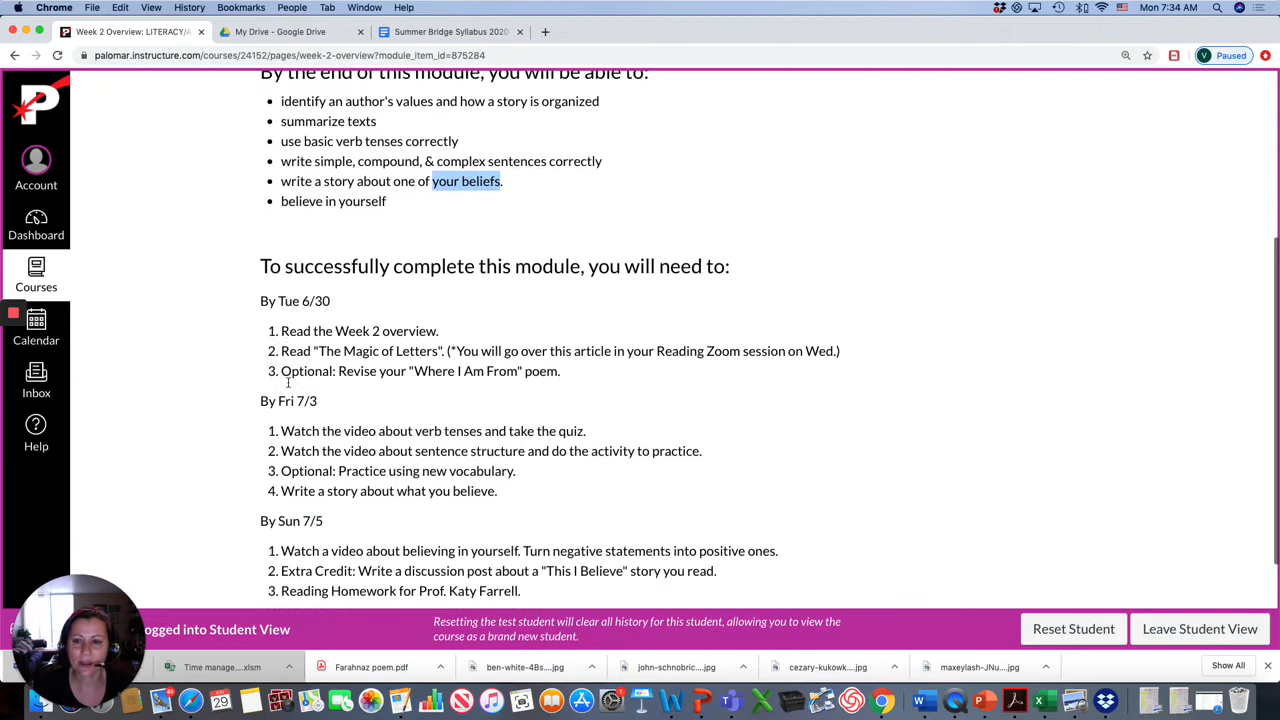 Chrome File Edit View History Bookmarks People Tab Window Help
Mon 7:34 AM
Week 2 Overview: LITERACY/A
My Drive - Google Drive
Summer Bridge Syllabus 2020
palomar.instructure.com/courses/24152/pages/week-2-overview?module_item_id=875284
V Paused
P
Account
Dashboard
Courses
Calendar
Inbox
Help
By the end of this module, you will be able to:
• identify an author's values and how a story is organized
• summarize texts
• use basic verb tenses correctly
• write simple, compound, & complex sentences correctly
• write a story about one of your beliefs.
• believe in yourself
To successfully complete this module, you will need to:
By Tue 6/30
1. Read the Week 2 overview.
2. Read "The Magic of Letters". (*You will go over this article in your Reading Zoom session on Wed.)
3. Optional: Revise your "Where I Am From" poem.
By Fri 7/3
1. Watch the video about verb tenses and take the quiz.
2. Watch the video about sentence structure and do the activity to practice.
3. Optional: Practice using new vocabulary.
4. Write a story about what you believe.
By Sun 7/5
1. Watch a video about believing in yourself. Turn negative statements into positive ones.
2. Extra Credit: Write a discussion post about a "This I Believe" story you read.
3. Reading Homework for Prof. Katy Farrell.
ogged into Student View
Resetting the test student will clear all history for this student, allowing you to view the
course as a brand new student.
Reset Student
Leave Student View
Time manage....xlsm
Farahnaz poem.pdf
ben-white-4Bs....jpg
john-schnobric....jpg
cezary-kukowk....jpg
maxeylash-JNu....jpg
Show All